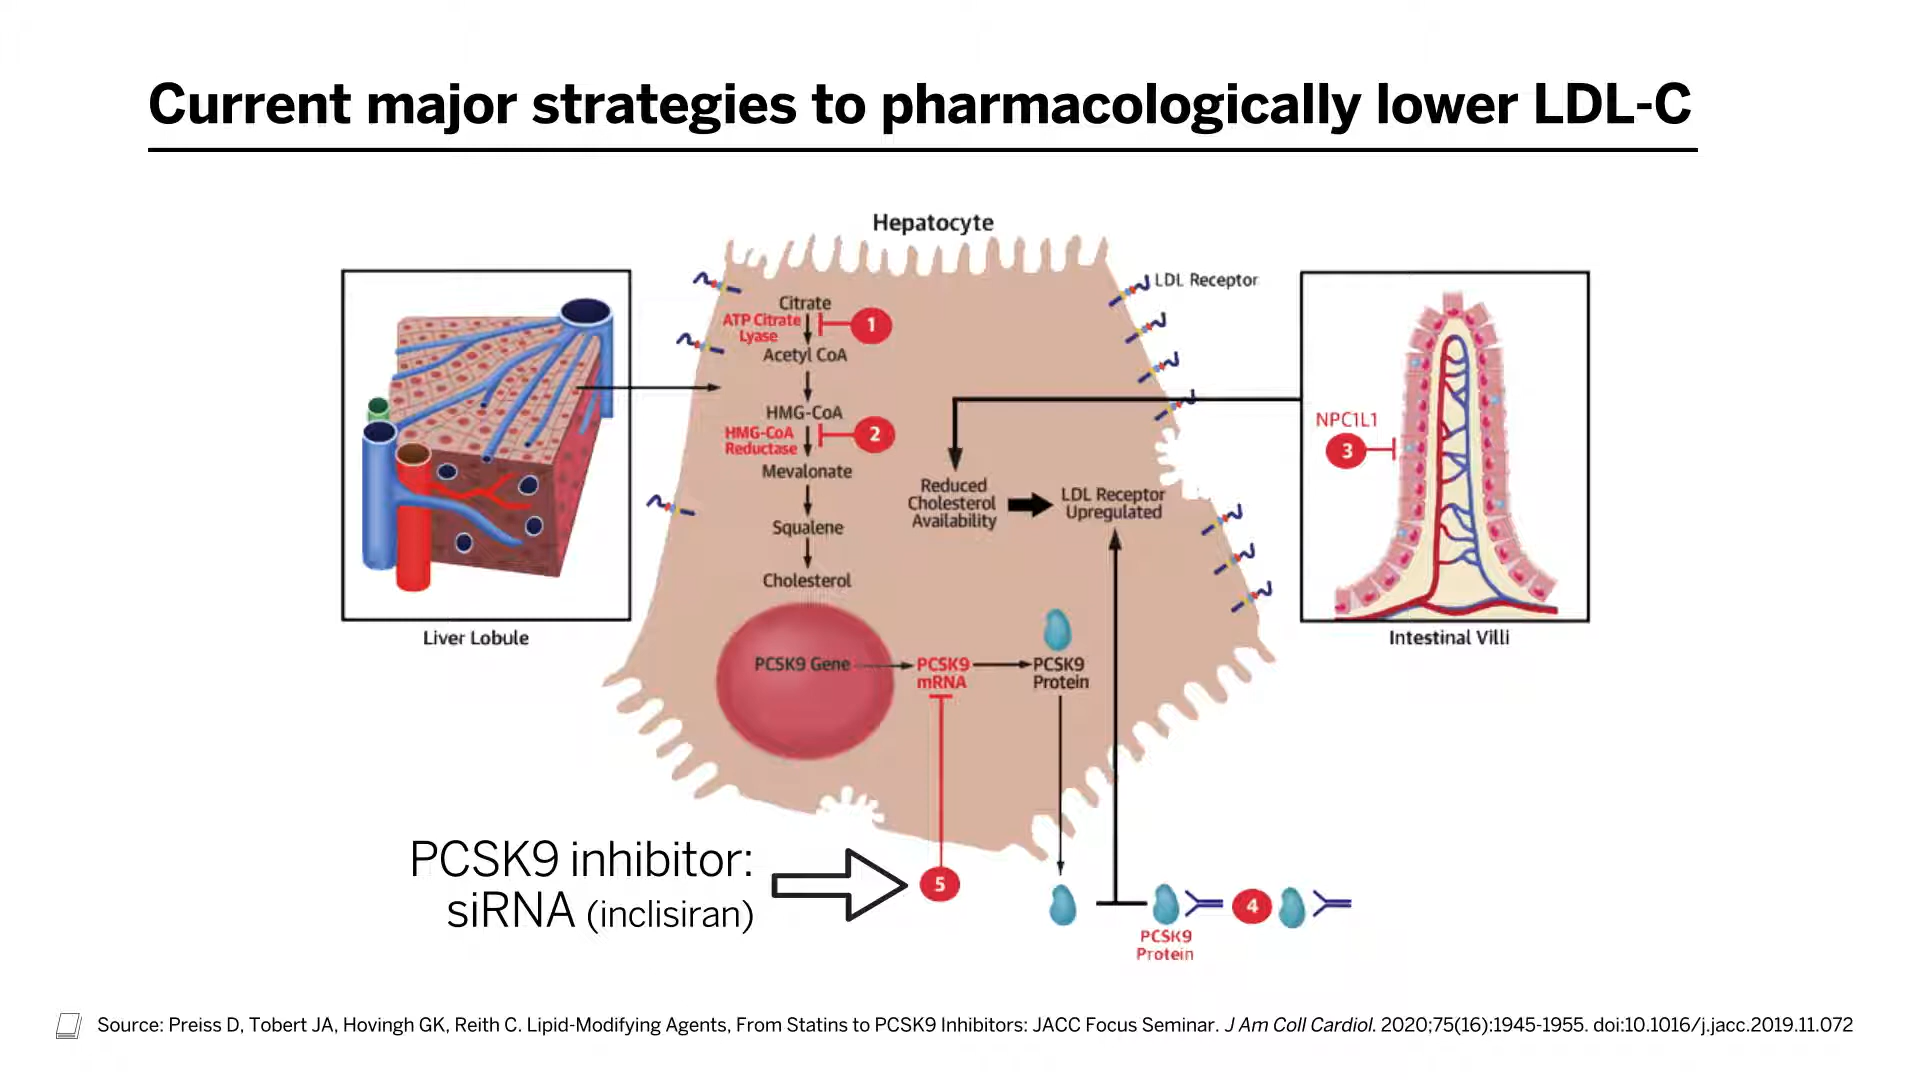 Current major strategies to pharmacologically lower LDL-C
Hepatocyte
LDL Receptor
Citrate
ATP Citrate
Lyase
1
Acetyl CoA
HMG-CoA
HMG-CoA
Reductase
2
Mevalonate
Squalene
Cholesterol
Reduced
Cholesterol
Availability
LDL Receptor
Upregulated
NPC1L1
3
Liver Lobule
Intestinal Villi
PCSK9 Gene
PCSK9
mRNA
PCSK9
Protein
PCSK9 inhibitor:
siRNA (inclisiran)
5
4
PCSK9
Protein
Source: Preiss D, Tobert JA, Hovingh GK, Reith C. Lipid-Modifying Agents, From Statins to PCSK9 Inhibitors: JACC Focus Seminar. J Am Coll Cardiol. 2020;75(16):1945-1955. doi:10.1016/j.jacc.2019.11.072